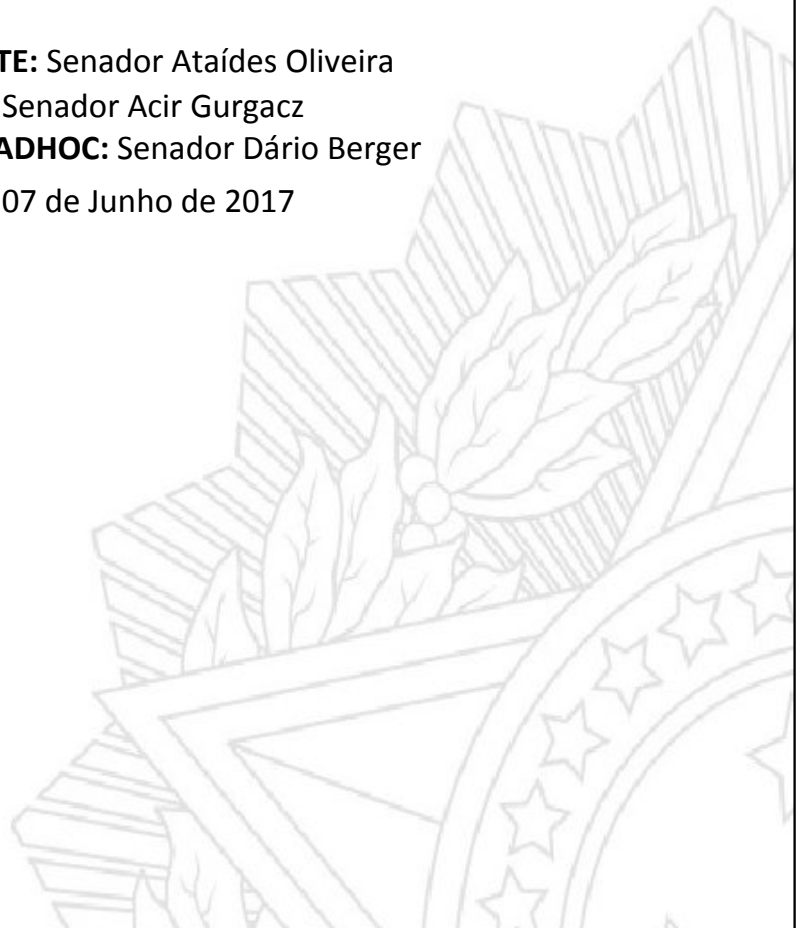 TE: Senador Ataídes Oliveira
Senador Acir Gurgacz
ADHOC: Senador Dário Berger
07 de Junho de 2017